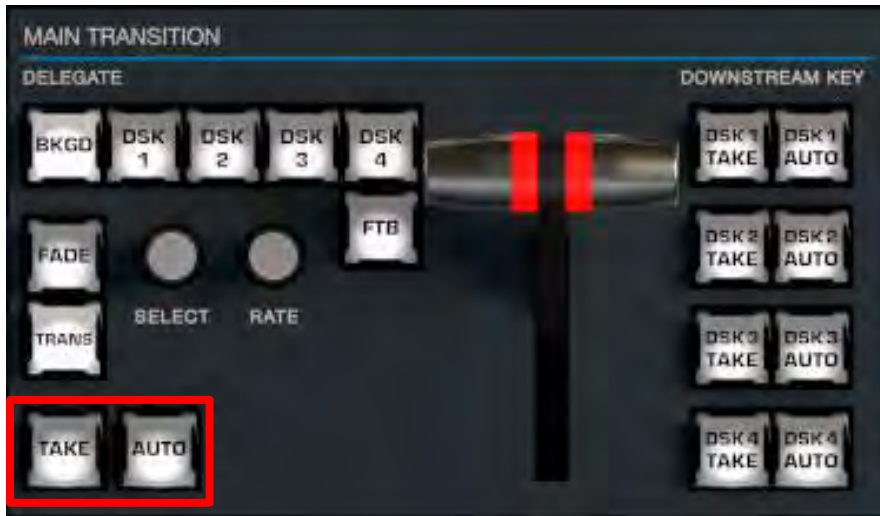 MAIN TRANSITION
DELEGATE
DOWNSTREAM KEY
BKGD
DSK
1
DSK
2
DSK
3
DSK
4
DSK 1
TAKE
DSK 1
AUTO
FTB
FADE
DSK 2
TAKE
DSK 2
AUTO
SELECT
RATE
TRANS
DSK 3
TAKE
DSK 3
AUTO
TAKE
AUTO
DSK 4
TAKE
DSK 4
AUTO